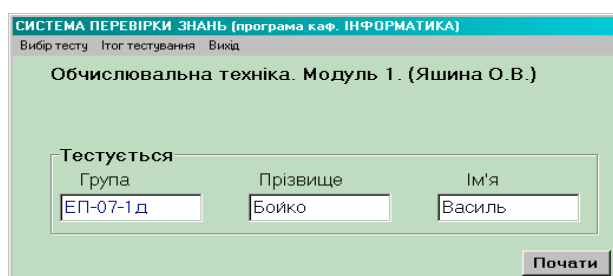 СИСТЕМА ПЕРЕВІРКИ ЗНАНЬ (програма каф. ІНФОРМАТИКА)
Вибір тесту Ітог тестування Вихід
Обчислювальна техніка. Модуль 1. (Яшина О.В.)
Тестується
Група Прізвище Ім'я
ЕП-07-1д Бойко Василь
Почати